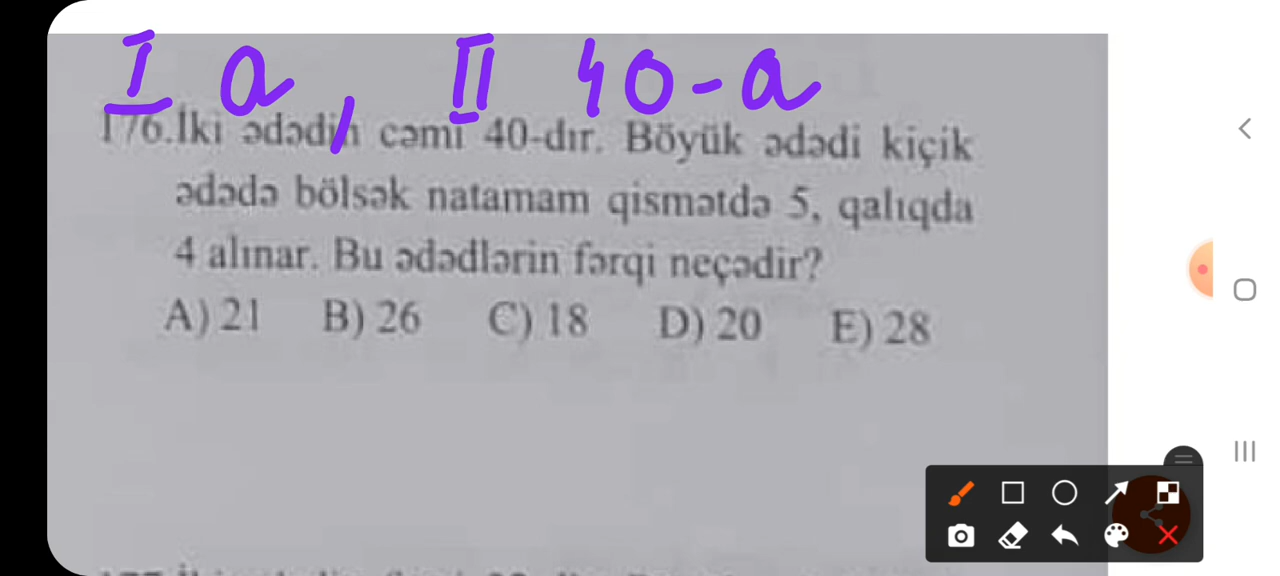 I a, II 40-a
176.İki ədədin cəmi 40-dır. Böyük ədədi kiçik
ədədə bölsək natamam qismətdə 5, qalıqda
4 alınar. Bu ədədlərin fərqi neçədir?
A) 21 B) 26 C) 18 D) 20 E) 28